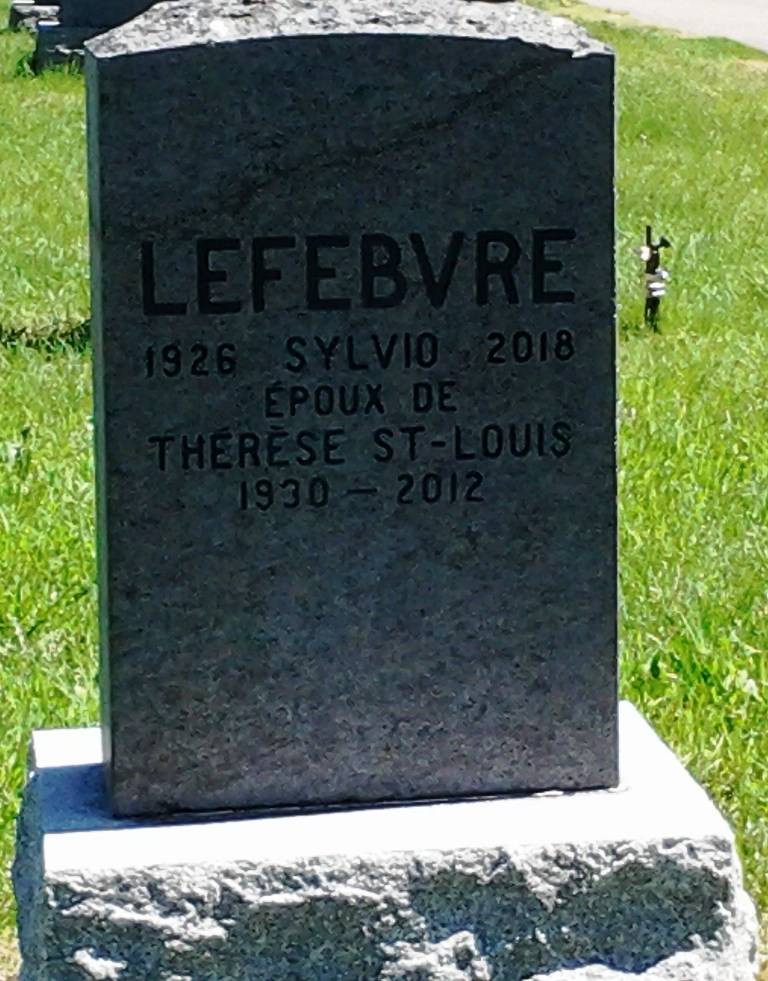 LEFEBVRE
1926 SYLVIO 2018
ÉPOUX DE
THÉRÈSE ST-LOUIS
1930 — 2012